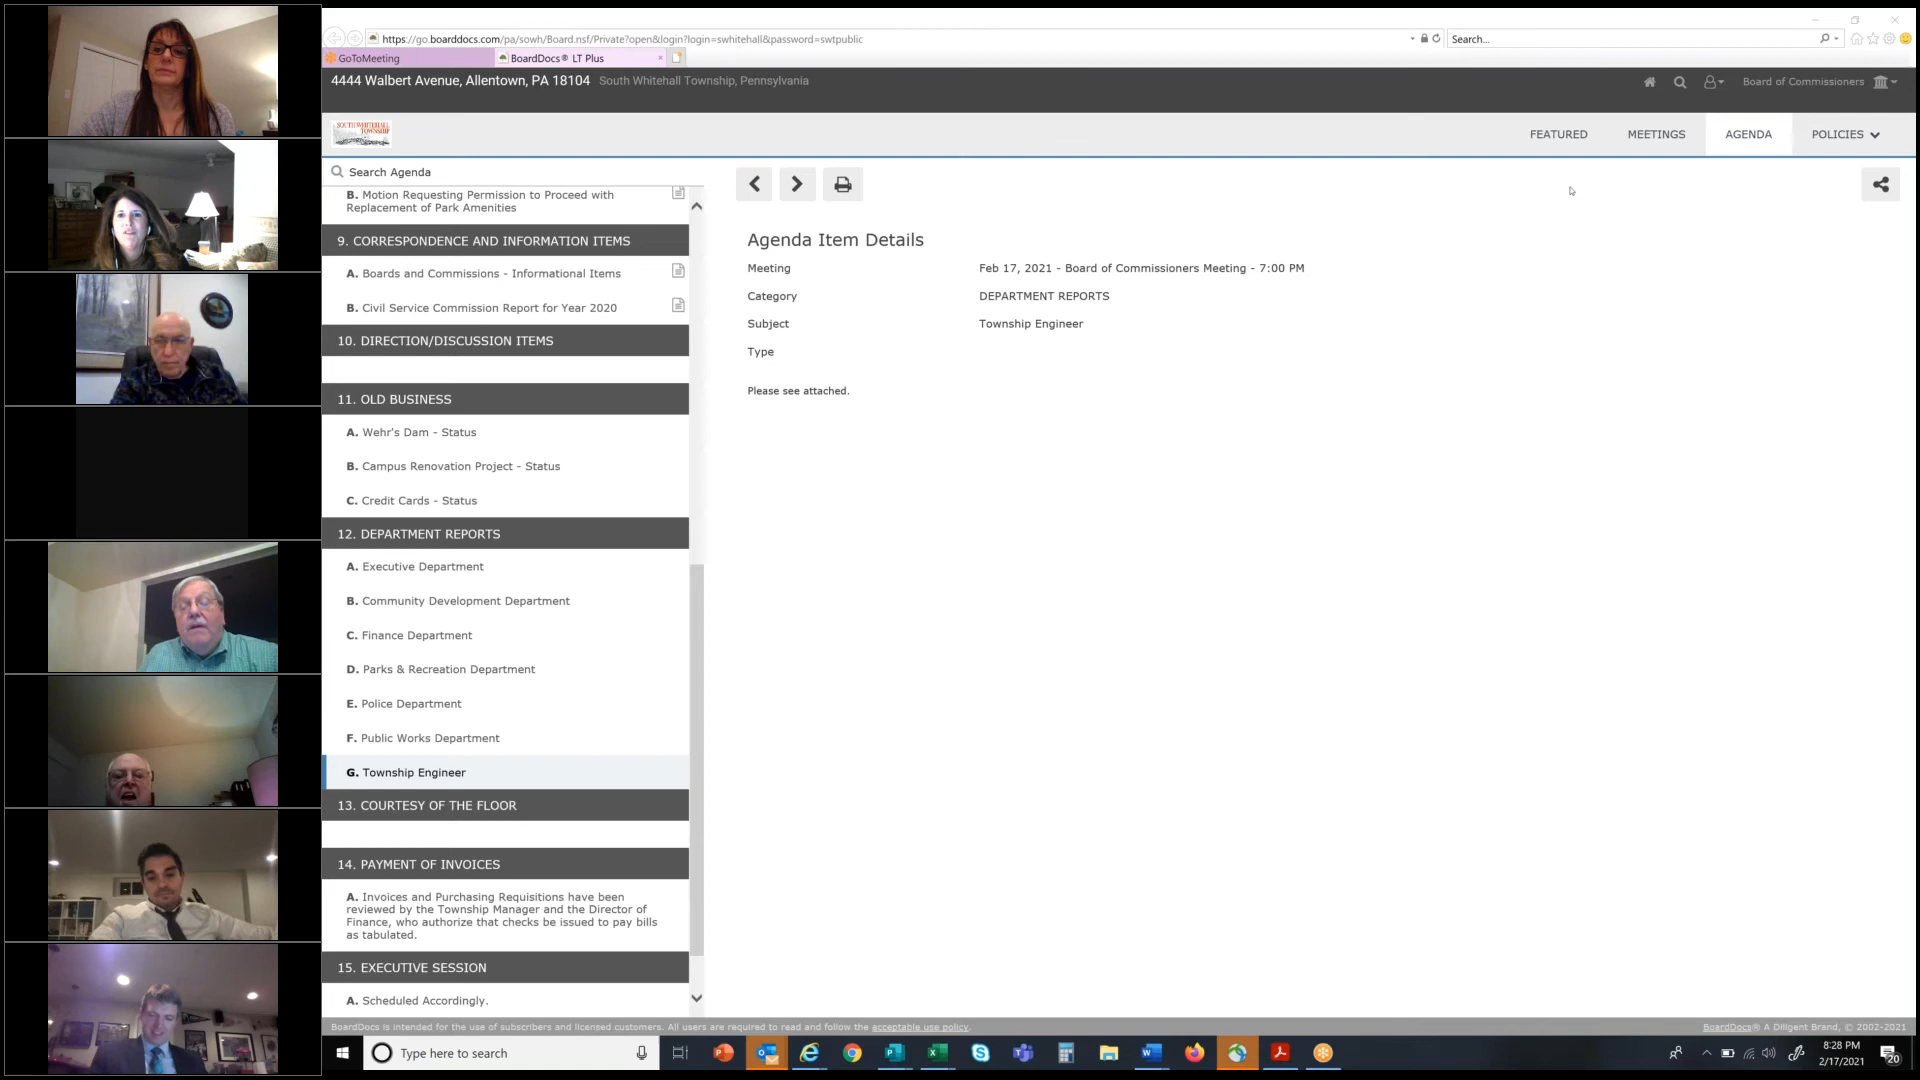 https://go.boarddocs.com/pa/sowh/Board.nsf/Private?open&login?login=swhitehall&password=swtpublic
Search...
GoToMeeting
BoardDocs® LT Plus
4444 Walbert Avenue, Allentown, PA 18104 South Whitehall Township, Pennsylvania
Board of Commissioners
SOUTH WHITEHALL
TOWNSHIP
FEATURED
MEETINGS
AGENDA
POLICIES
Search Agenda
B. Motion Requesting Permission to Proceed with
Replacement of Park Amenities
9. CORRESPONDENCE AND INFORMATION ITEMS
A. Boards and Commissions - Informational Items
B. Civil Service Commission Report for Year 2020
10. DIRECTION/DISCUSSION ITEMS
11. OLD BUSINESS
A. Wehr's Dam - Status
B. Campus Renovation Project - Status
C. Credit Cards - Status
12. DEPARTMENT REPORTS
A. Executive Department
B. Community Development Department
C. Finance Department
D. Parks & Recreation Department
E. Police Department
F. Public Works Department
G. Township Engineer
13. COURTESY OF THE FLOOR
14. PAYMENT OF INVOICES
A. Invoices and Purchasing Requisitions have been
reviewed by the Township Manager and the Director of
Finance, who authorize that checks be issued to pay bills
as tabulated.
15. EXECUTIVE SESSION
A. Scheduled Accordingly.
Agenda Item Details
Meeting Feb 17, 2021 - Board of Commissioners Meeting - 7:00 PM
Category DEPARTMENT REPORTS
Subject Township Engineer
Type
Please see attached.
BoardDocs is intended for the use of subscribers and licensed customers. All users are required to read and follow the acceptable use policy.
BoardDocs® A Diligent Brand, © 2002-2021
Type here to search
8:28 PM
2/17/2021
20